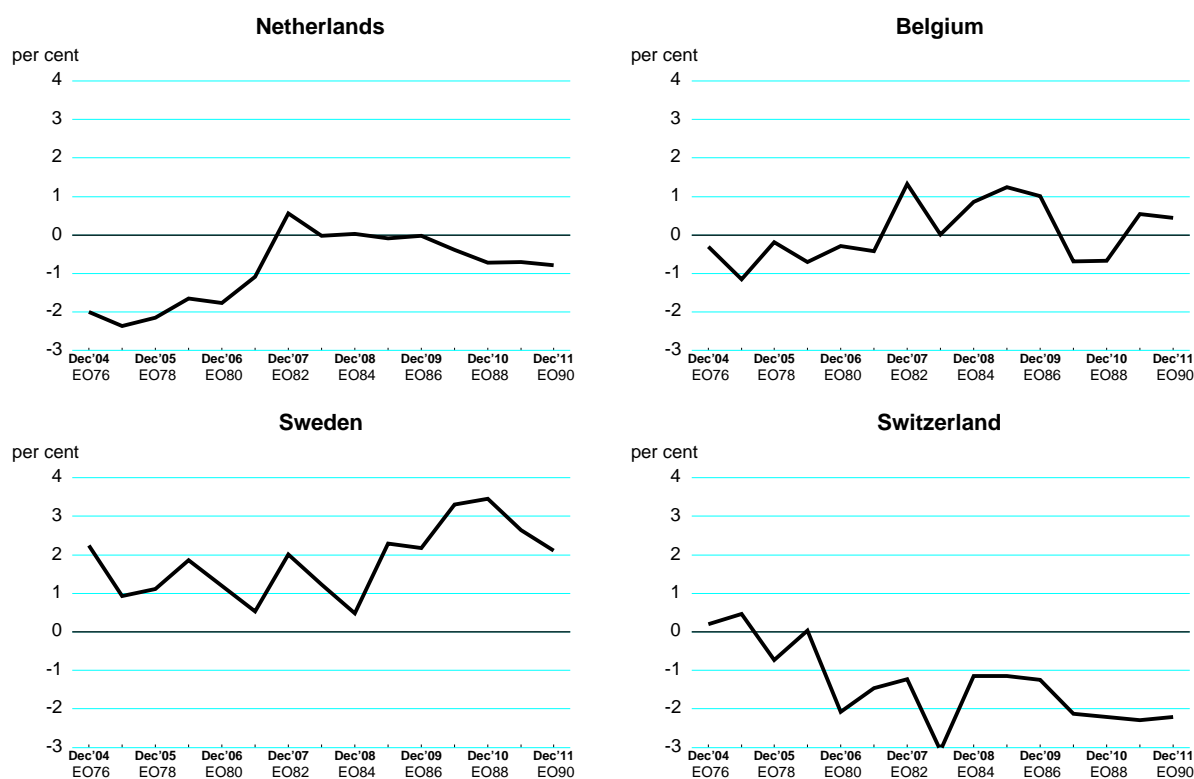 Netherlands
per cent
4
3
2
1
0
-1
-2
-3
Dec'04 Dec'05 Dec'06 Dec'07 Dec'08 Dec'09 Dec'10 Dec'11
EO76 EO78 EO80 EO82 EO84 EO86 EO88 EO90
Belgium
per cent
4
3
2
1
0
-1
-2
-3
Dec'04 Dec'05 Dec'06 Dec'07 Dec'08 Dec'09 Dec'10 Dec'11
EO76 EO78 EO80 EO82 EO84 EO86 EO88 EO90
Sweden
per cent
4
3
2
1
0
-1
-2
-3
Dec'04 Dec'05 Dec'06 Dec'07 Dec'08 Dec'09 Dec'10 Dec'11
EO76 EO78 EO80 EO82 EO84 EO86 EO88 EO90
Switzerland
per cent
4
3
2
1
0
-1
-2
-3
Dec'04 Dec'05 Dec'06 Dec'07 Dec'08 Dec'09 Dec'10 Dec'11
EO76 EO78 EO80 EO82 EO84 EO86 EO88 EO90